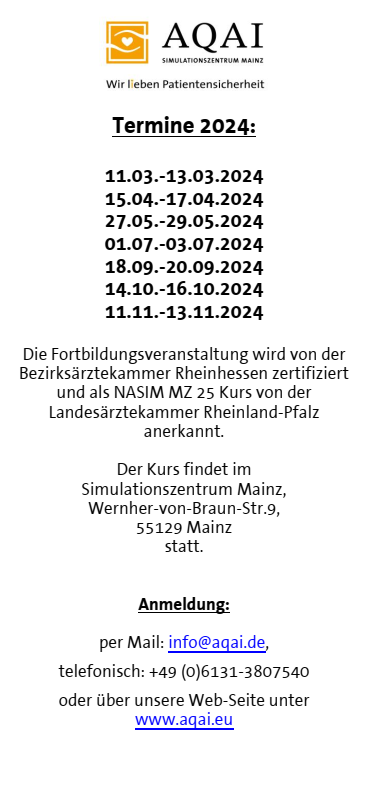 AQAI
SIMULATIONSZENTRUM MAINZ
Wir lieben Patientensicherheit
Termine 2024:
11.03.-13.03.2024
15.04.-17.04.2024
27.05.-29.05.2024
01.07.-03.07.2024
18.09.-20.09.2024
14.10.-16.10.2024
11.11.-13.11.2024
Die Fortbildungsveranstaltung wird von der
Bezirksärztekammer Rheinhessen zertifiziert
und als NASIM MZ 25 Kurs von der
Landesärztekammer Rheinland-Pfalz
anerkannt.
Der Kurs findet im
Simulationszentrum Mainz,
Wernher-von-Braun-Str.9,
55129 Mainz
statt.
Anmeldung:
per Mail: info@aqai.de,
telefonisch: +49 (0)6131-3807540
oder über unsere Web-Seite unter
www.aqai.eu